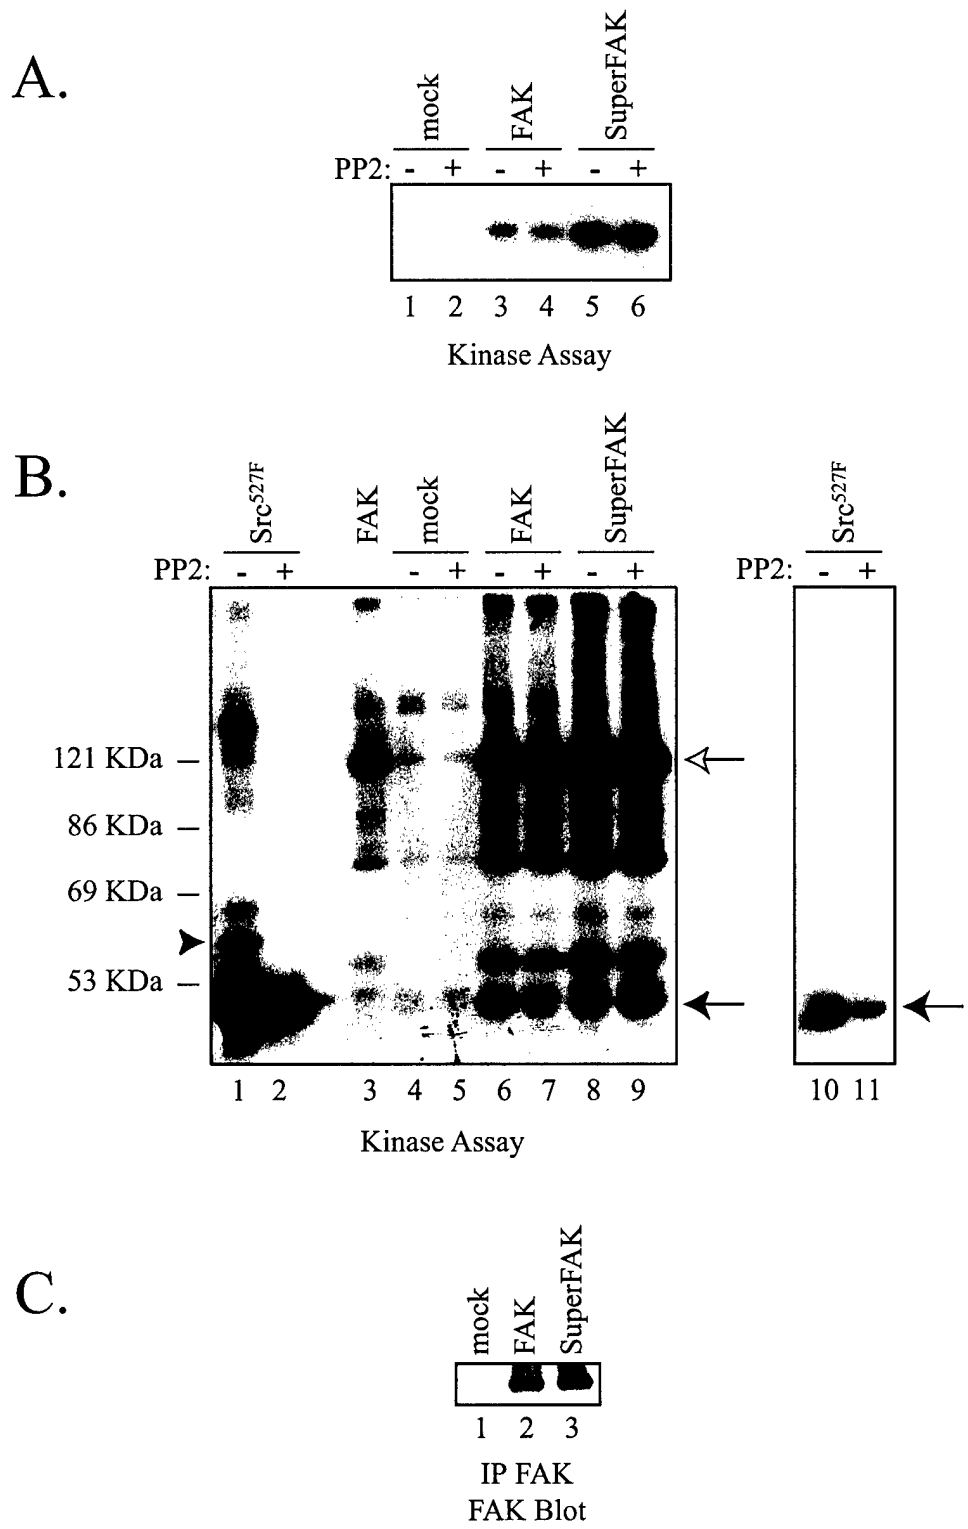 A.
mock FAK SuperFAK
PP2: - + - + - +
1 2 3 4 5 6
Kinase Assay
B.
Src527F FAK mock FAK SuperFAK Src527F
PP2: - + - + - + - + PP2: - +
121 KDa
86 KDa
69 KDa
53 KDa
1 2 3 4 5 6 7 8 9 10 11
Kinase Assay
C.
mock FAK SuperFAK
1 2 3
IP FAK
FAK Blot